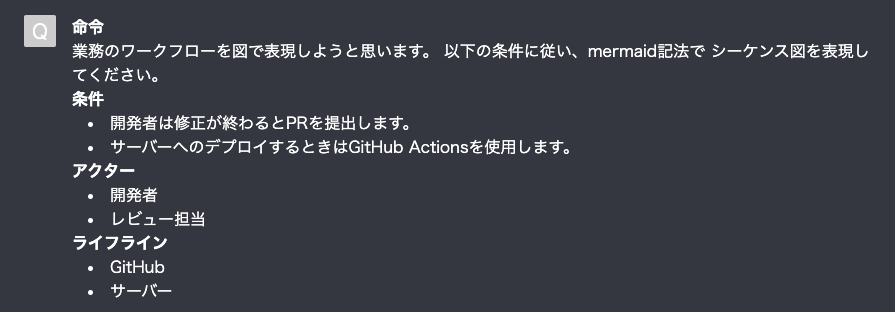 Q
命令
業務のワークフローを図で表現しようと思います。 以下の条件に従い、mermaid記法で シーケンス図を表現し
てください。
条件
• 開発者は修正が終わるとPRを提出します。
• サーバーへのデプロイするときはGitHub Actionsを使用します。
アクター
• 開発者
• レビュー担当
ライフライン
• GitHub
• サーバー